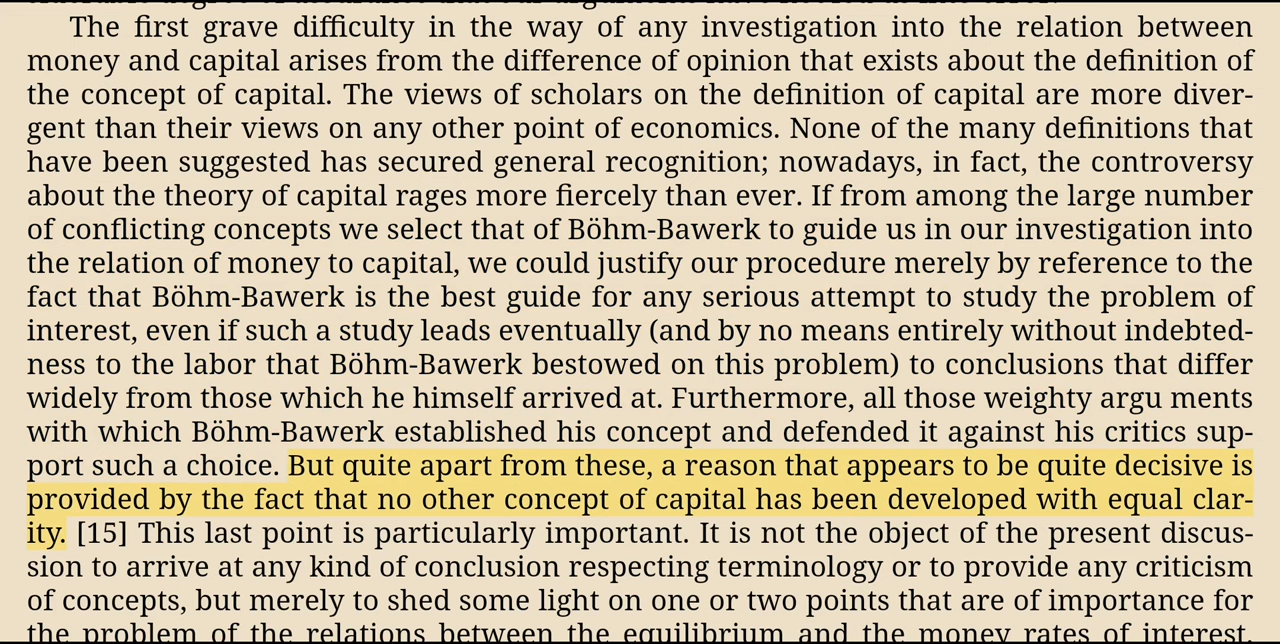 The first grave difficulty in the way of any investigation into the relation between
money and capital arises from the difference of opinion that exists about the definition of
the concept of capital. The views of scholars on the definition of capital are more diver-
gent than their views on any other point of economics. None of the many definitions that
have been suggested has secured general recognition; nowadays, in fact, the controversy
about the theory of capital rages more fiercely than ever. If from among the large number
of conflicting concepts we select that of Böhm-Bawerk to guide us in our investigation into
the relation of money to capital, we could justify our procedure merely by reference to the
fact that Böhm-Bawerk is the best guide for any serious attempt to study the problem of
interest, even if such a study leads eventually (and by no means entirely without indebted-
ness to the labor that Böhm-Bawerk bestowed on this problem) to conclusions that differ
widely from those which he himself arrived at. Furthermore, all those weighty argu ments
with which Böhm-Bawerk established his concept and defended it against his critics sup-
port such a choice. But quite apart from these, a reason that appears to be quite decisive is
provided by the fact that no other concept of capital has been developed with equal clar-
ity. [15] This last point is particularly important. It is not the object of the present discus-
sion to arrive at any kind of conclusion respecting terminology or to provide any criticism
of concepts, but merely to shed some light on one or two points that are of importance for
the problem of the relations between the equilibrium and the money rates of interest.